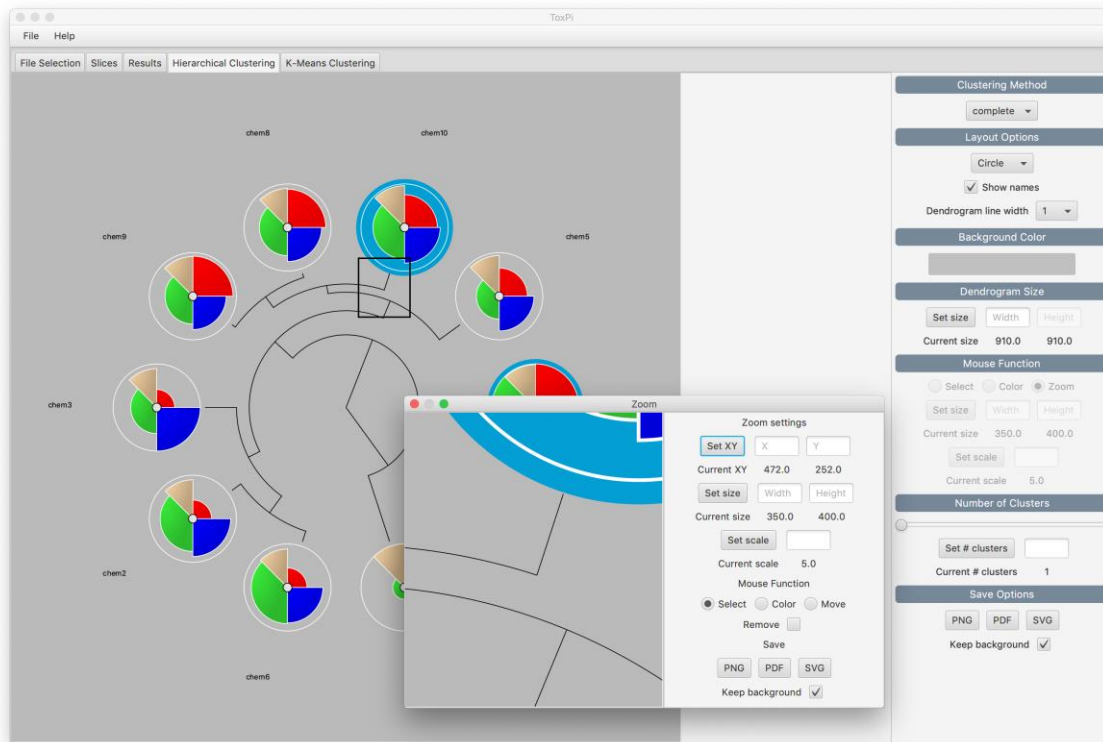 ToxPi
File Help
File Selection Slices Results Hierarchical Clustering K-Means Clustering
chem8
chem10
chem9
chem5
chem3
chem2
chem6
Clustering Method
complete
Layout Options
Circle
Show names
Dendrogram line width 1
Background Color
Dendrogram Size
Set size Width Height
Current size 910.0 910.0
Mouse Function
Select Color Zoom
Set size Width Height
Current size 350.0 400.0
Set scale
Current scale 5.0
Number of Clusters
Set # clusters
Current # clusters 1
Save Options
PNG PDF SVG
Keep background
Zoom
Zoom settings
Set XY X Y
Current XY 472.0 252.0
Set size Width Height
Current size 350.0 400.0
Set scale
Current scale 5.0
Mouse Function
Select Color Move
Remove
Save
PNG PDF SVG
Keep background